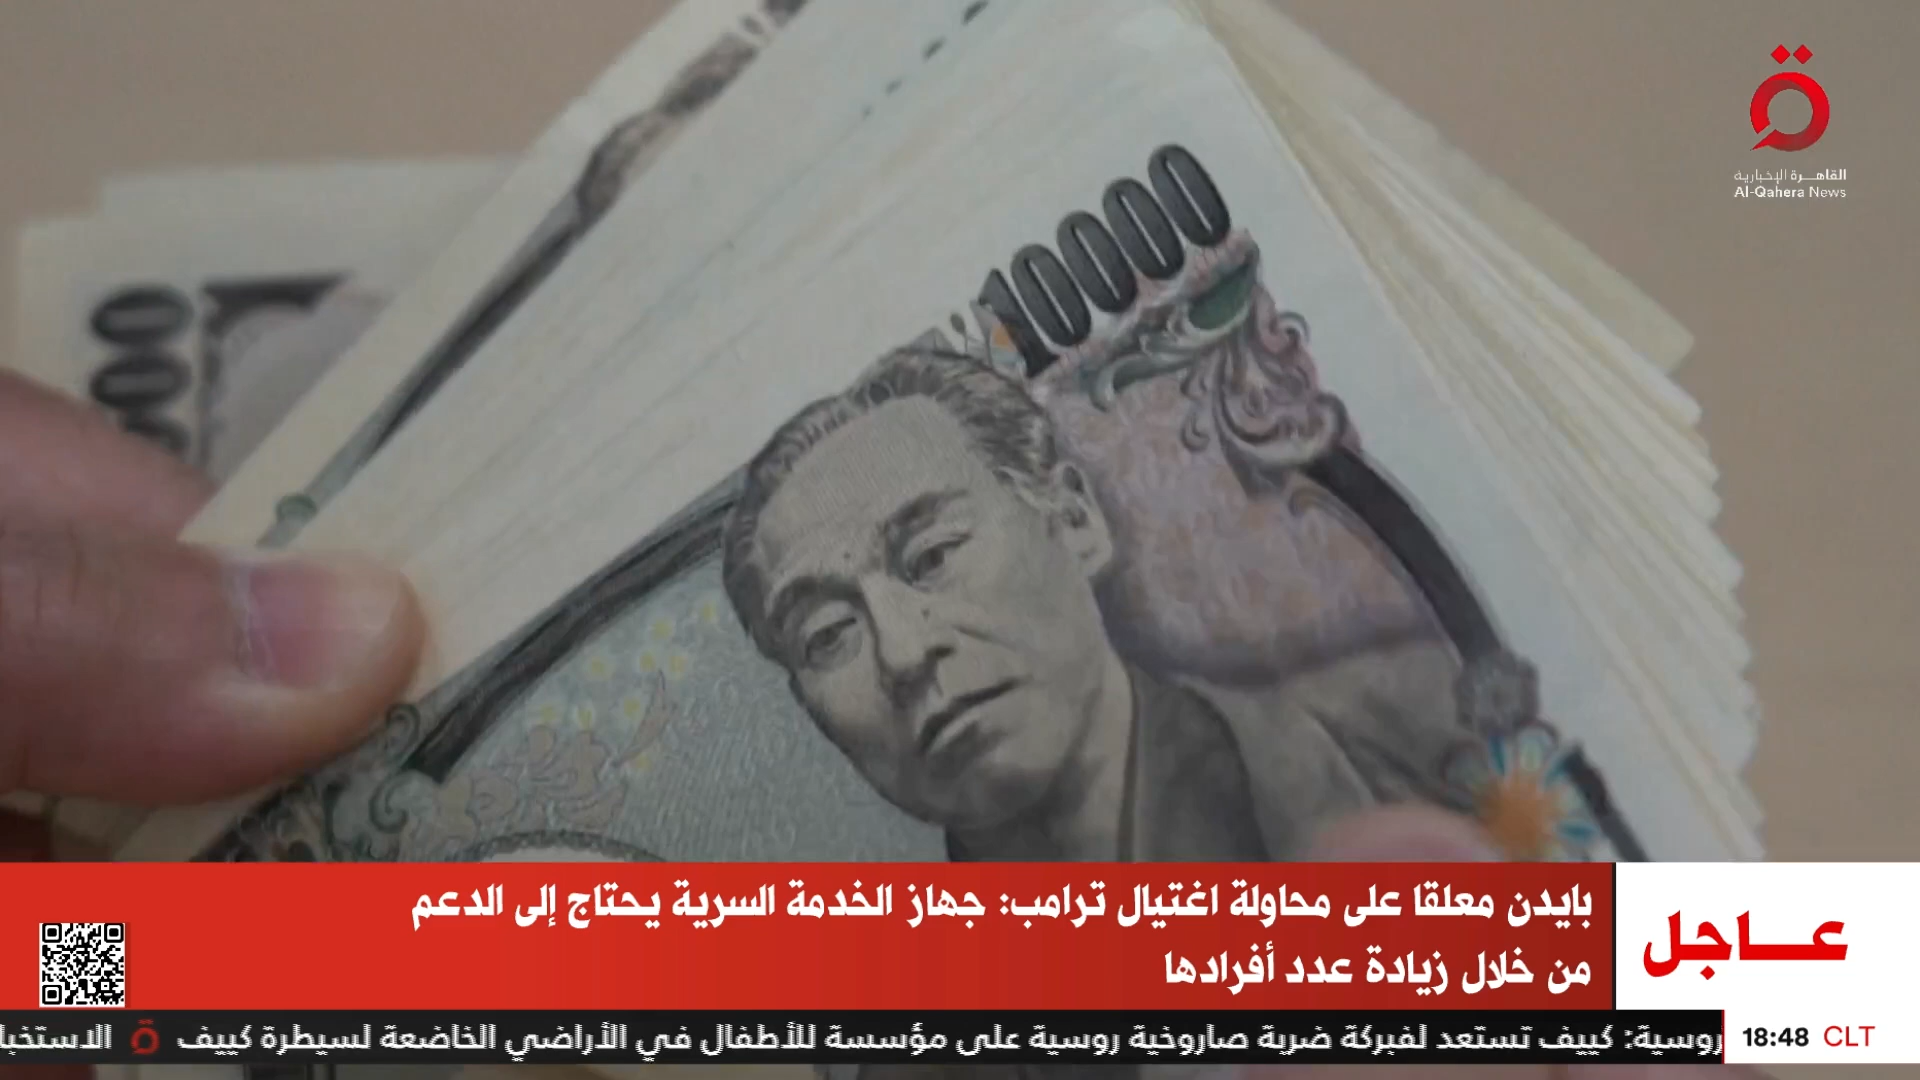 القاهرة الإخبارية
Al-Qahera News
10000
بايدن معلقا على محاولة اغتيال ترامب: جهاز الخدمة السرية يحتاج إلى الدعم
من خلال زيادة عدد أفرادها
عاجل
روسية: كييف تستعد لفبركة ضربة صاروخية روسية على مؤسسة للأطفال في الأراضي الخاضعة لسيطرة كييف
18:48 CLT